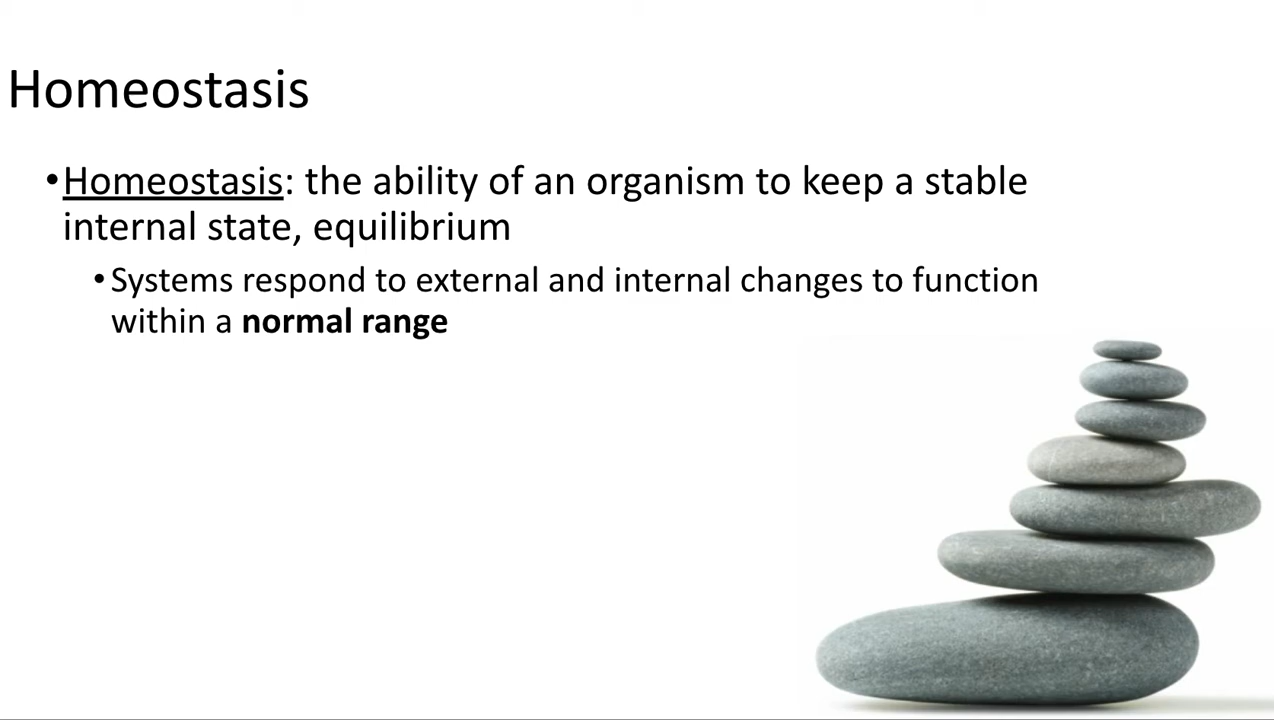 Homeostasis
•Homeostasis: the ability of an organism to keep a stable
internal state, equilibrium
•Systems respond to external and internal changes to function
within a normal range